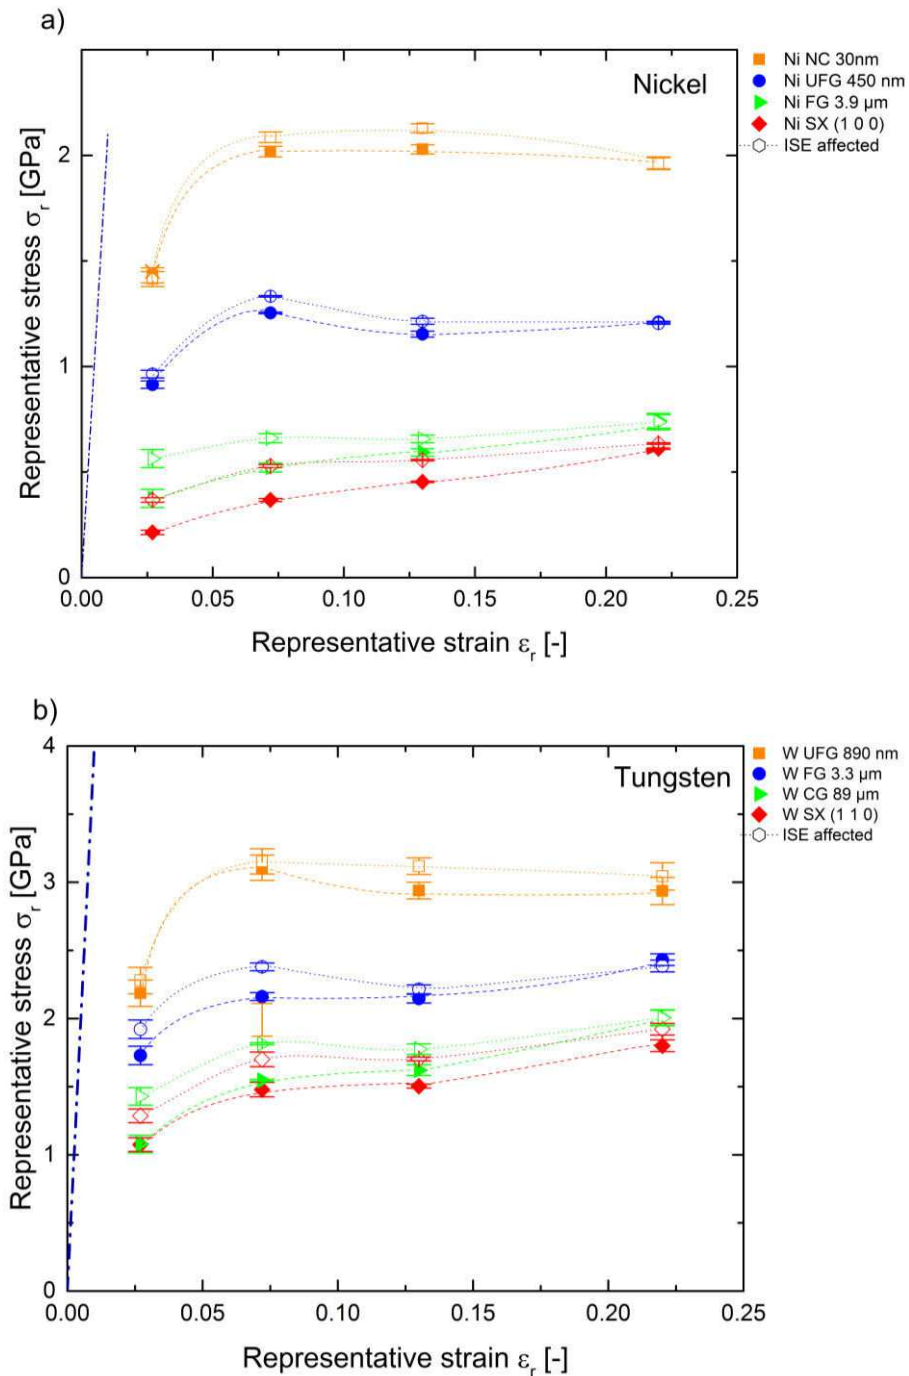 a)
Nickel
Ni NC 30nm
Ni UFG 450 nm
Ni FG 3.9 µm
Ni SX (1 0 0)
ISE affected
Representative stress σr [GPa]
2
1
0
0.00 0.05 0.10 0.15 0.20 0.25
Representative strain εr [-]
b)
Tungsten
W UFG 890 nm
W FG 3.3 µm
W CG 89 µm
W SX (1 1 0)
ISE affected
Representative stress σr [GPa]
4
3
2
1
0
0.00 0.05 0.10 0.15 0.20 0.25
Representative strain εr [-]